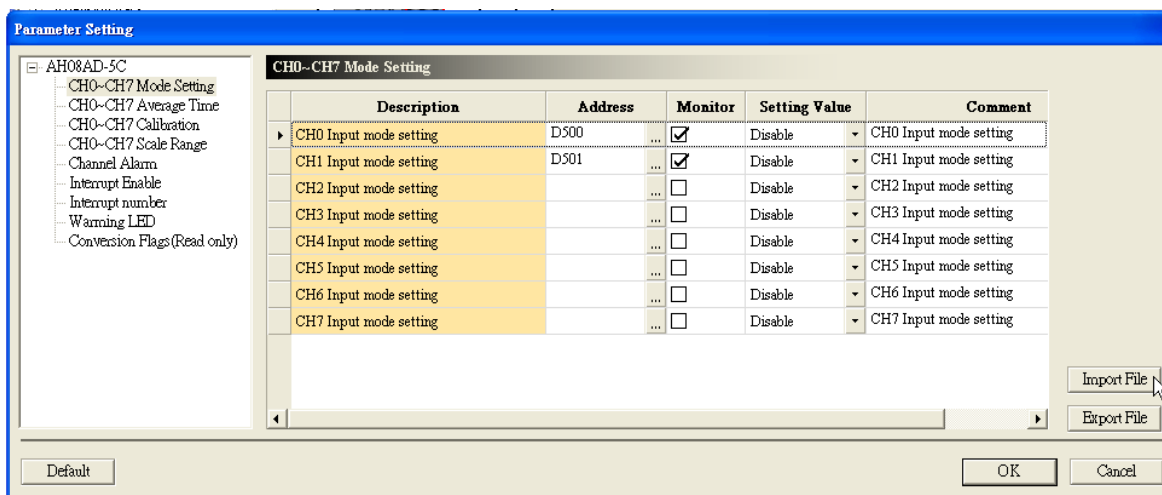 Parameter Setting
AH08AD-5C
CH0~CH7 Mode Setting
CH0~CH7 Average Time
CH0~CH7 Calibration
CH0~CH7 Scale Range
Channel Alarm
Interrupt Enable
Interrupt number
Warning LED
Conversion Flags(Read only)
CH0~CH7 Mode Setting
Description Address Monitor Setting Value Comment
CH0 Input mode setting D500 ... Disable CH0 Input mode setting
CH1 Input mode setting D501 ... Disable CH1 Input mode setting
CH2 Input mode setting ... Disable CH2 Input mode setting
CH3 Input mode setting ... Disable CH3 Input mode setting
CH4 Input mode setting ... Disable CH4 Input mode setting
CH5 Input mode setting ... Disable CH5 Input mode setting
CH6 Input mode setting ... Disable CH6 Input mode setting
CH7 Input mode setting ... Disable CH7 Input mode setting
Import File
Export File
Default OK Cancel